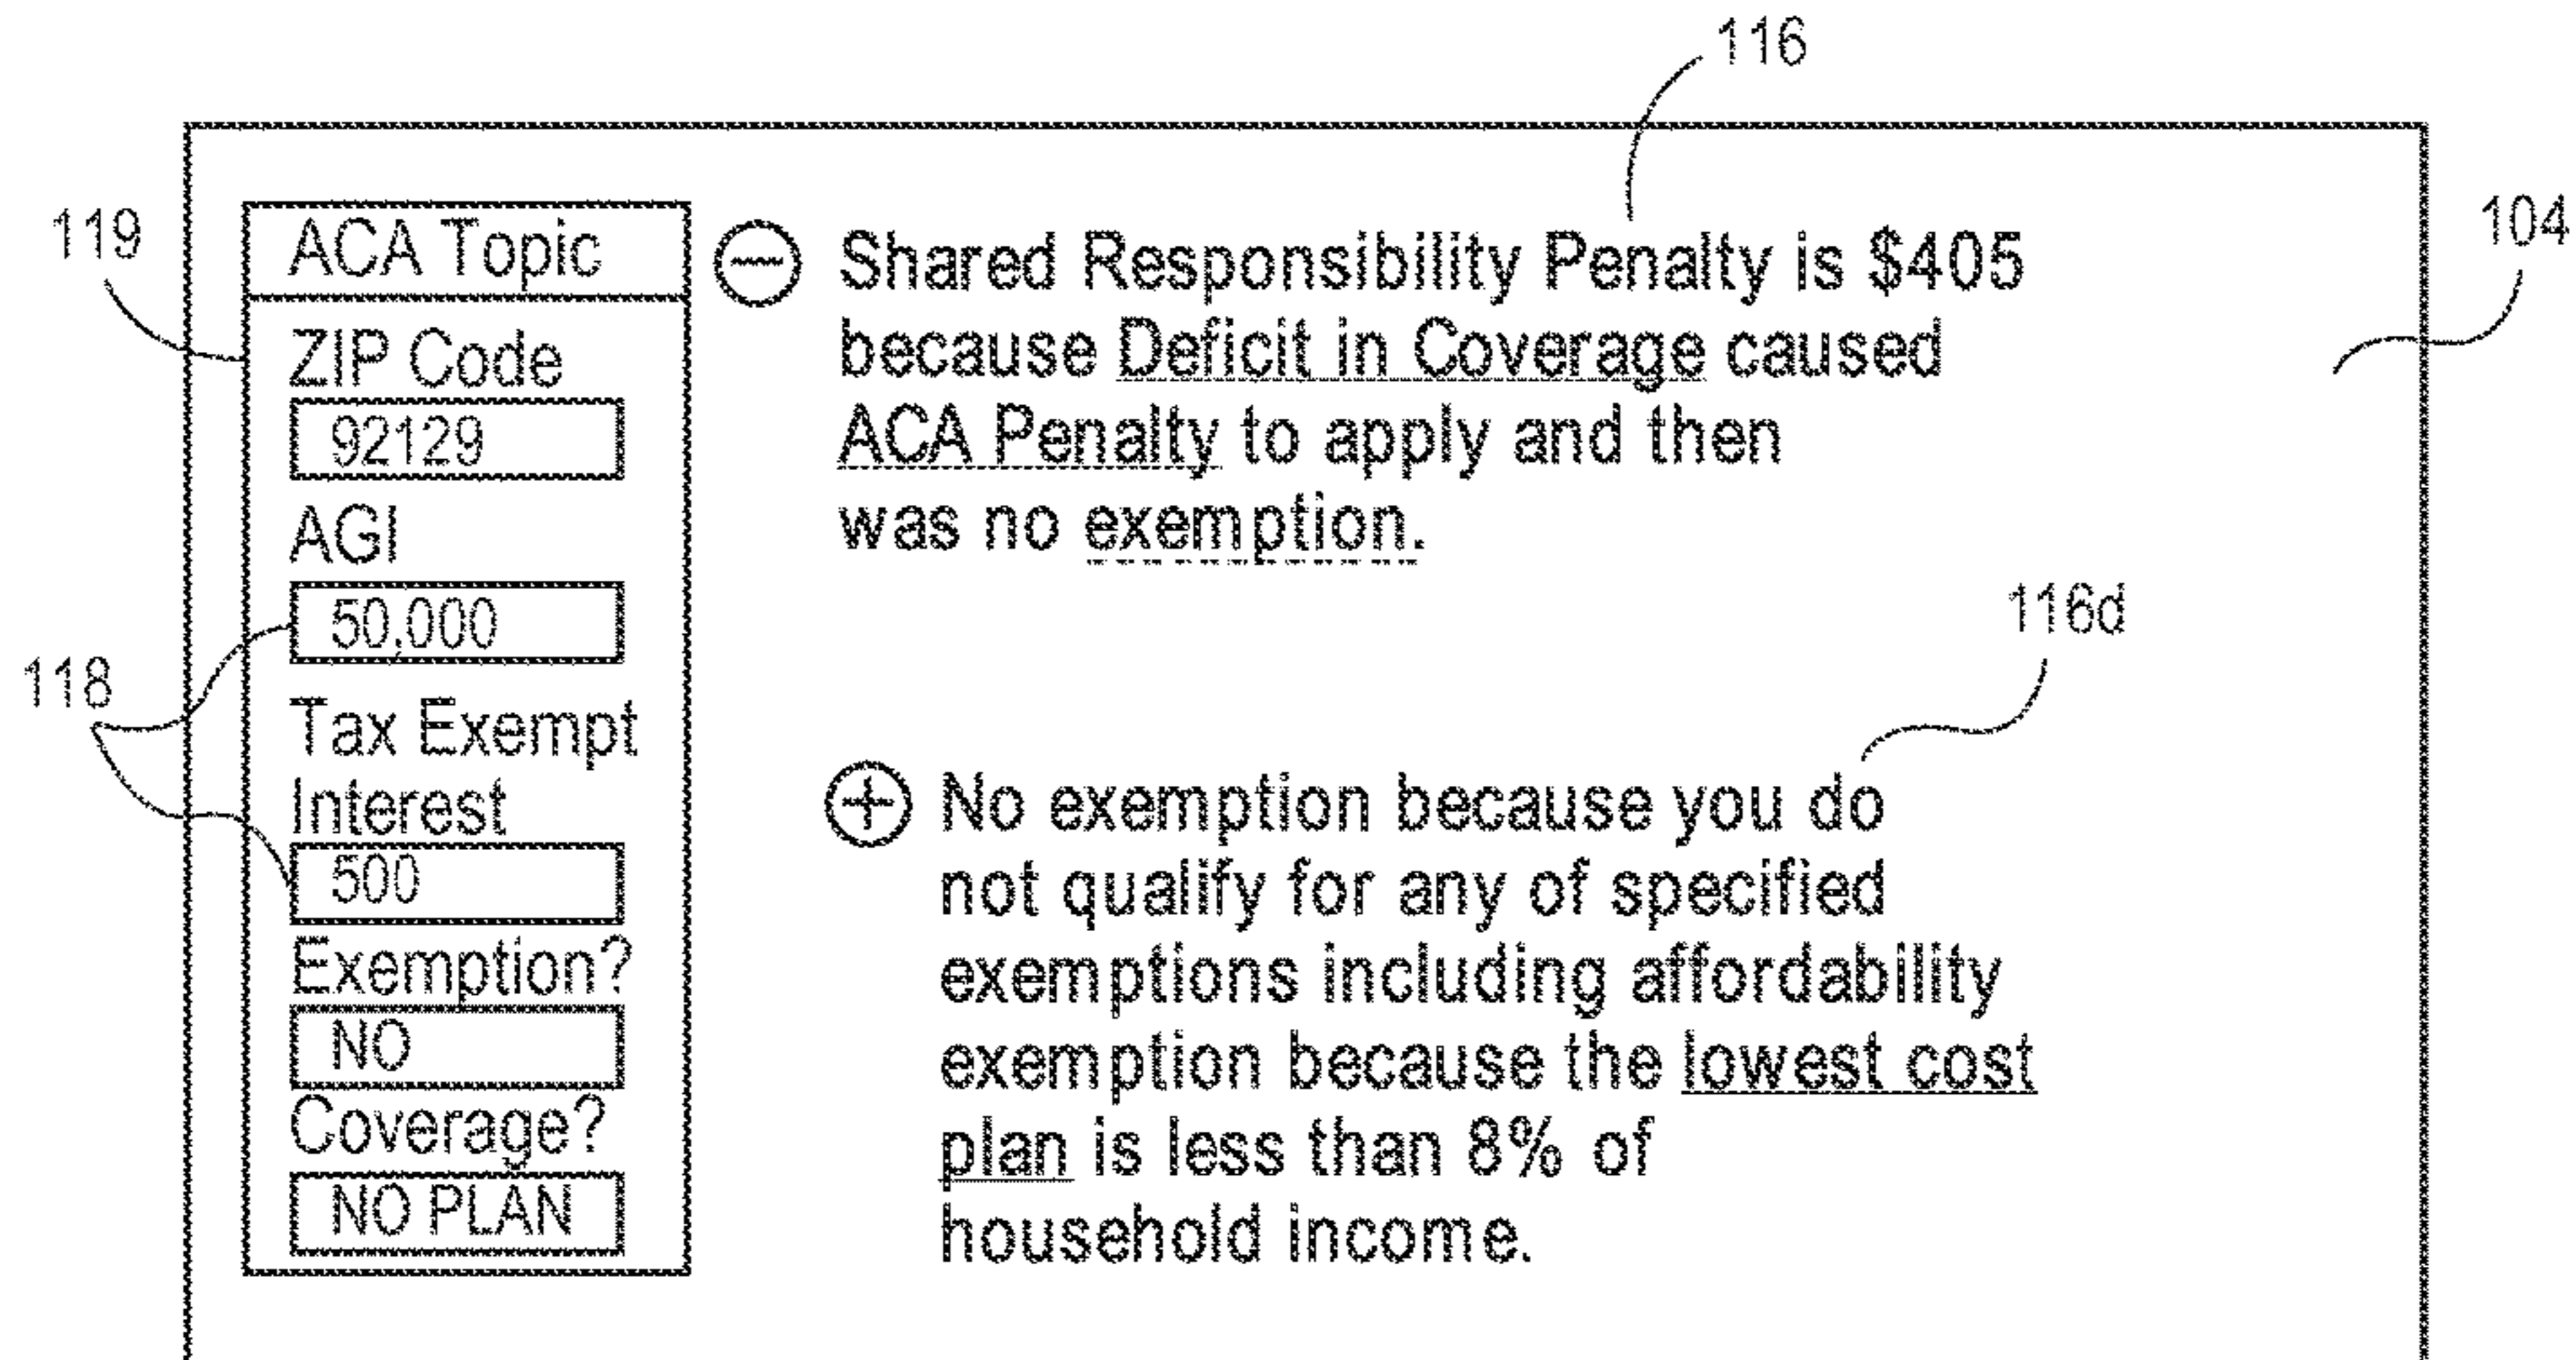 116
119
104
ACA Topic
ZIP Code
92129
AGI
50,000
118
Tax Exempt
Interest
500
Exemption?
NO
Coverage?
NO PLAN
Shared Responsibility Penalty is $405
because Deficit in Coverage caused
ACA Penalty to apply and then
was no exemption.
116d
No exemption because you do
not qualify for any of specified
exemptions including affordability
exemption because the lowest cost
plan is less than 8% of
household income.